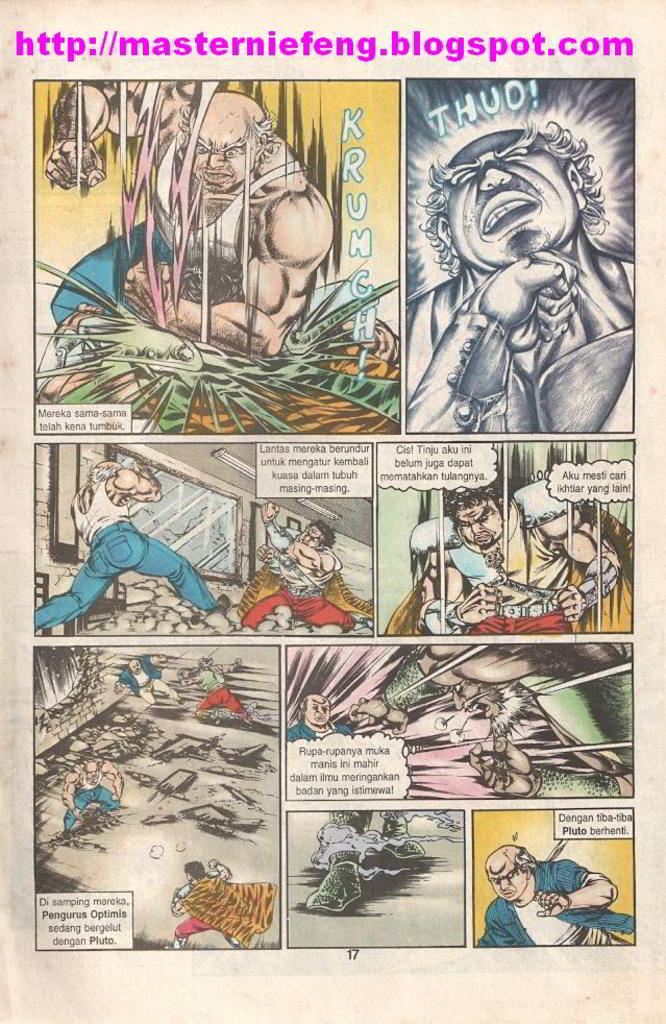 http://masterniefeng.blogspot.com
KRUNCH!
THUD!
Mereka sama-sama
telah kena tumbuk.
Lantas mereka berundur
untuk mengatur kembali
kuasa dalam tubuh
masing-masing.
Cis! Tinju aku ini
belum juga dapat
mematahkan tulangnya.
Aku mesti cari
ikhtiar yang lain!
Di samping mereka,
Pengurus Optimis
sedang bergelut
dengan Pluto.
Rupa-rupanya muka
manis ini mahir
dalam ilmu meringankan
badan yang istimewa!
Dengan tiba-tiba
Pluto berhenti.
17